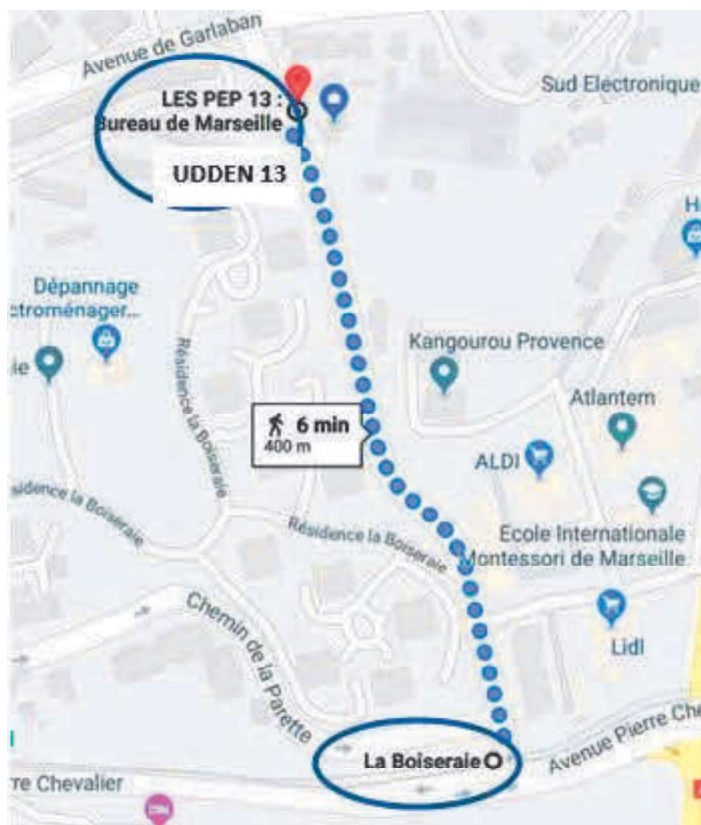 Avenue de Garlaban
LES PEP 13 :
Bureau de Marseille
Sud Electronique
UDDEN 13
Dépannage
ctroménager...
ie
Résidence la Boiseraie
Kangourou Provence
Atlantem
6 min
400 m
ALDI
sidence la Boiseraie
Résidence la Boiseraie
Ecole Internationale
Montessori de Marseille
Chemin de la Parette
Lidl
La Boiseraie
Avenue Pierre Che
rre Chevalier